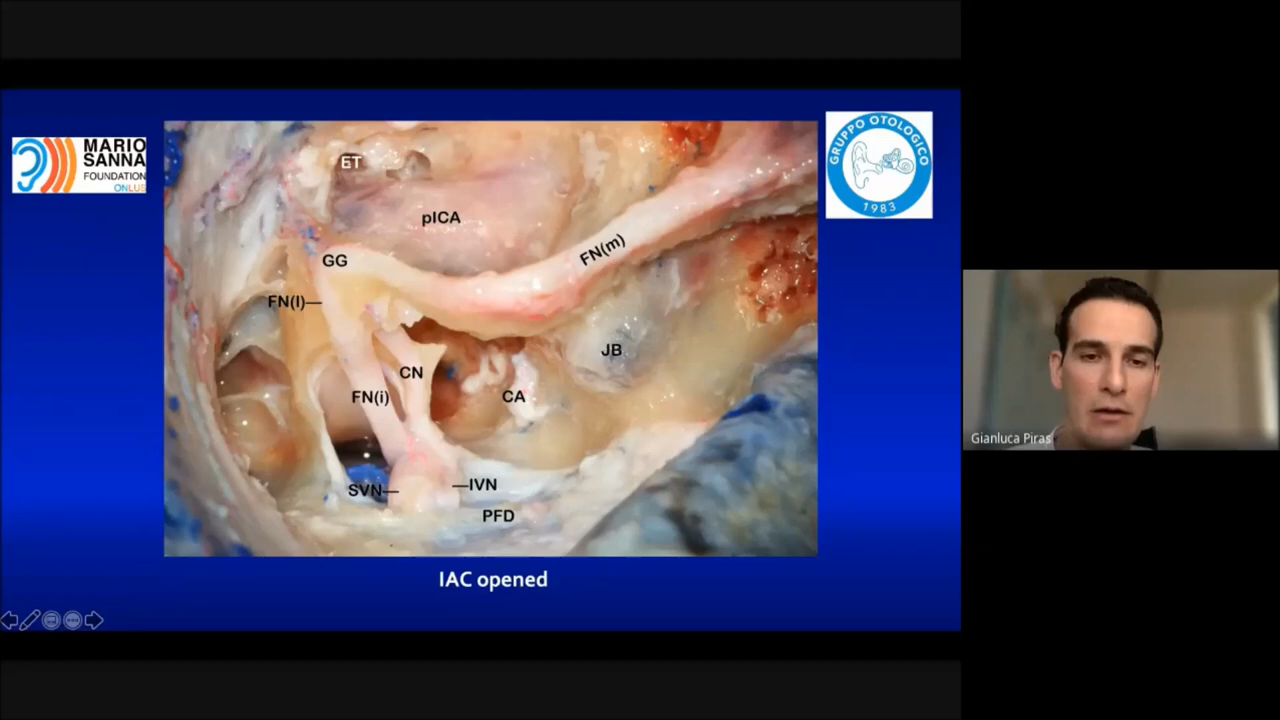 MARIO
SANNA
FOUNDATION
ONLUS
GRUPPO OTOLOGICO
1983
ET
pICA
GG
FN(m)
FN(l)
JB
CN
FN(i)
CA
SVN
IVN
PFD
IAC opened
Gianluca Piras